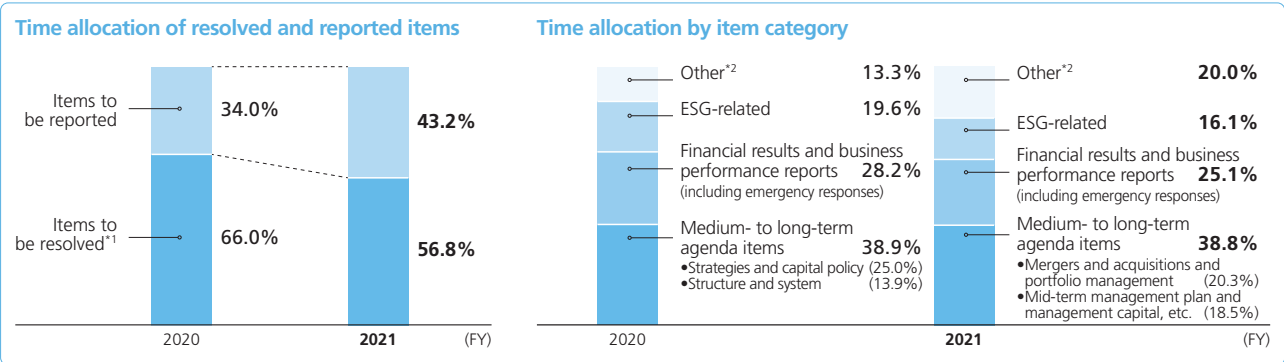 Time allocation of resolved and reported items
Items to
be reported
34.0%
43.2%
Items to
be resolved*1
66.0%
56.8%
2020
2021
(FY)
Time allocation by item category
Other*2 13.3%
ESG-related 19.6%
Financial results and business
performance reports 28.2%
(including emergency responses)
Medium- to long-term
agenda items 38.9%
•Strategies and capital policy (25.0%)
•Structure and system (13.9%)
Other*2 20.0%
ESG-related 16.1%
Financial results and business
performance reports 25.1%
(including emergency responses)
Medium- to long-term
agenda items 38.8%
•Mergers and acquisitions and
portfolio management (20.3%)
•Mid-term management plan and
management capital, etc. (18.5%)
2020
2021
(FY)